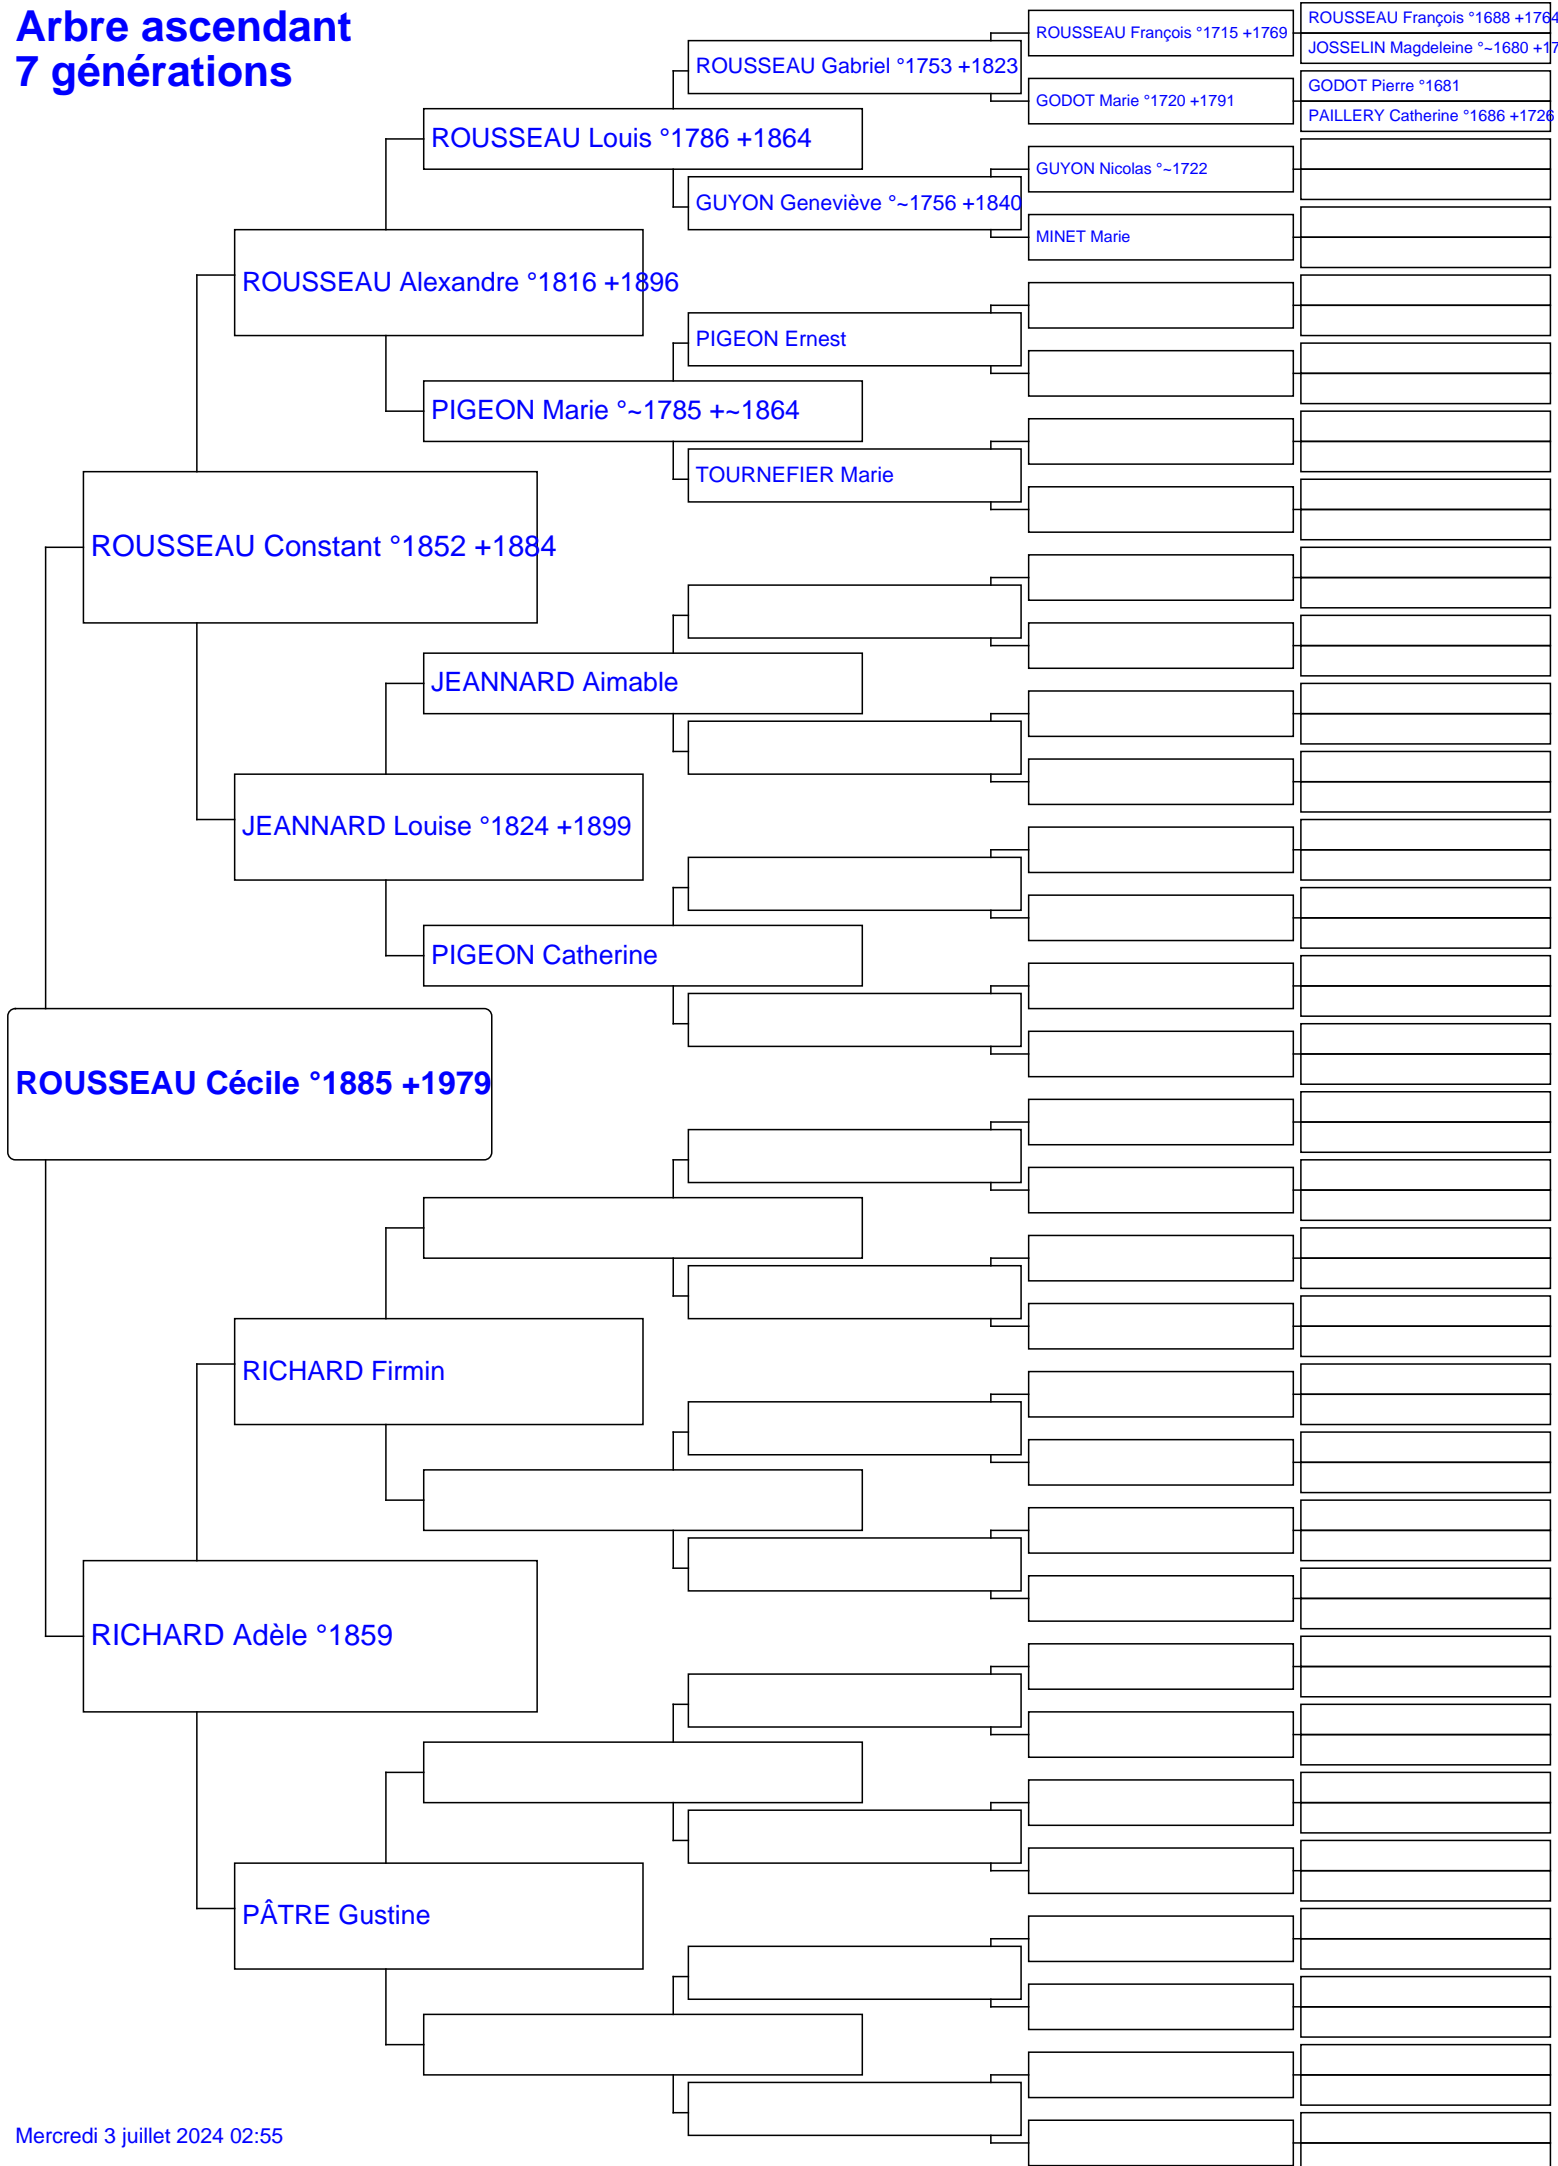 Arbre ascendant
7 générations
ROUSSEAU Cécile °1885 +1979
ROUSSEAU Constant °1852 +1884
RICHARD Adèle °1859
ROUSSEAU Alexandre °1816 +1896
JEANNARD Louise °1824 +1899
RICHARD Firmin
PÂTRE Gustine
ROUSSEAU Louis °1786 +1864
PIGEON Marie °~1785 +~1864
JEANNARD Aimable
PIGEON Catherine
ROUSSEAU Gabriel °1753 +1823
GUYON Geneviève °~1756 +1840
PIGEON Ernest
TOURNEFIER Marie
ROUSSEAU François °1715 +1769
GODOT Marie °1720 +1791
GUYON Nicolas °~1722
MINET Marie
ROUSSEAU François °1688 +1764
JOSSELIN Magdeleine °~1680 +17
GODOT Pierre °1681
PAILLERY Catherine °1686 +1726
Mercredi 3 juillet 2024 02:55